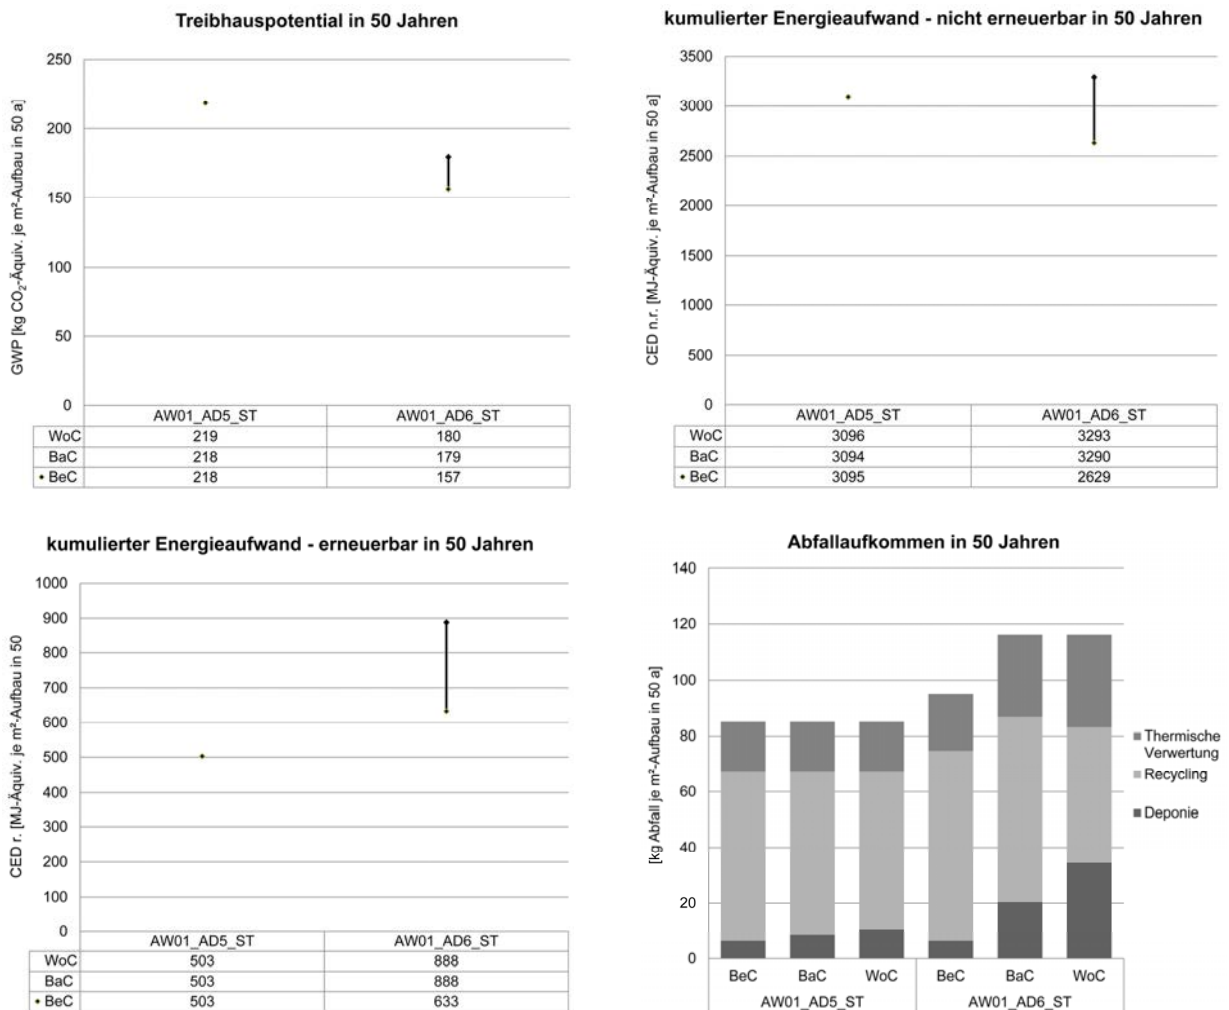 Treibhauspotential in 50 Jahren
GWP [kg CO₂-Äquiv. je m²-Aufbau in 50 a]
250
200
150
100
50
0
AW01_AD5_ST AW01_AD6_ST
WoC 219 180
BaC 218 179
BeC 218 157
kumulierter Energieaufwand - nicht erneuerbar in 50 Jahren
CED n.r. [MJ-Äquiv. je m²-Aufbau in 50 a]
3500
3000
2500
2000
1500
1000
500
0
AW01_AD5_ST AW01_AD6_ST
WoC 3096 3293
BaC 3094 3290
BeC 3095 2629
kumulierter Energieaufwand - erneuerbar in 50 Jahren
CED r. [MJ-Äquiv. je m²-Aufbau in 50
1000
900
800
700
600
500
400
300
200
100
0
AW01_AD5_ST AW01_AD6_ST
WoC 503 888
BaC 503 888
BeC 503 633
Abfallaufkommen in 50 Jahren
[kg Abfall je m²-Aufbau in 50 a]
140
120
100
80
60
40
20
0
BeC BaC WoC BeC BaC WoC
AW01_AD5_ST AW01_AD6_ST
Thermische
Verwertung
Recycling
Deponie